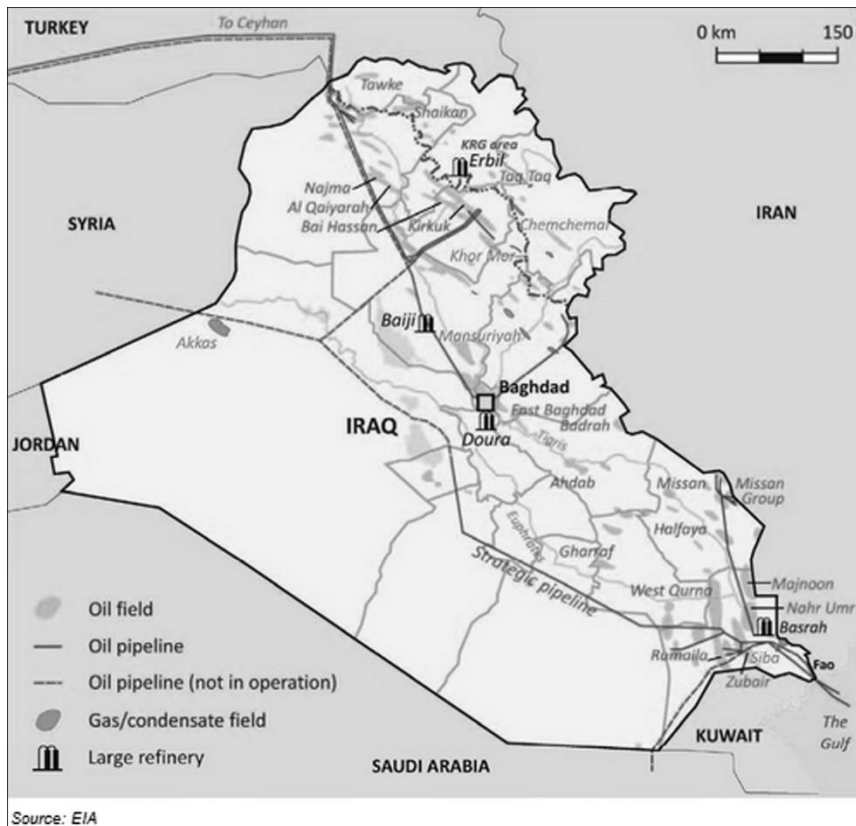 To Ceyhan
TURKEY
0 km 150
Tawke
Shaikan
KRG area
Erbil
Taq Taq
Najma
Al Qaiyarah
Bai Hassan
Kirkuk
Chemchemal
SYRIA
IRAN
Khor Mor
Baiji
Mansuriyah
Akkas
Baghdad
East Baghdad
Badrah
IRAQ
Doura
Tigris
JORDAN
Ahdab
Missan
Missan
Group
Euphrates
Halfaya
Gharraf
Strategic pipeline
West Qurna
Majnoon
Nahr Umr
Basrah
Rumaila
Siba
Fao
Zubair
KUWAIT
The
Gulf
SAUDI ARABIA
Oil field
Oil pipeline
Oil pipeline (not in operation)
Gas/condensate field
Large refinery
Source: EIA